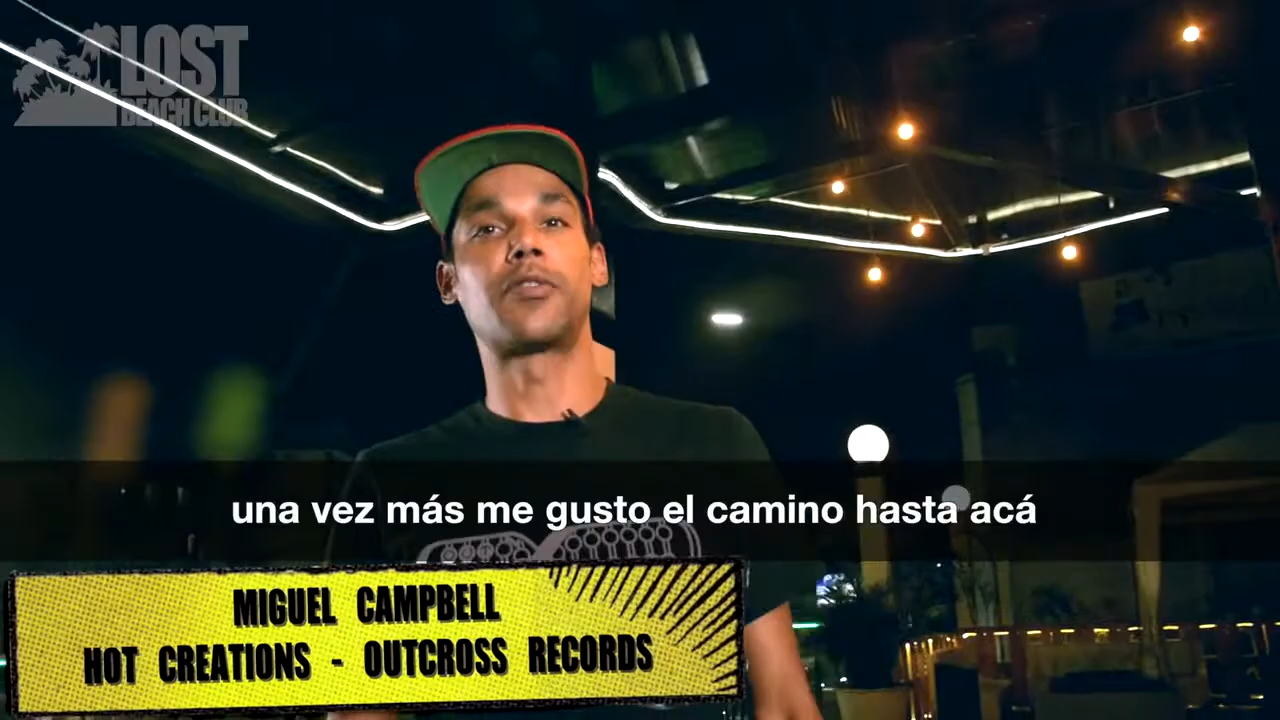 LOST
BEACH CLUB
una vez más me gusto el camino hasta acá
MIGUEL CAMPBELL
HOT CREATIONS - OUTCROSS RECORDS